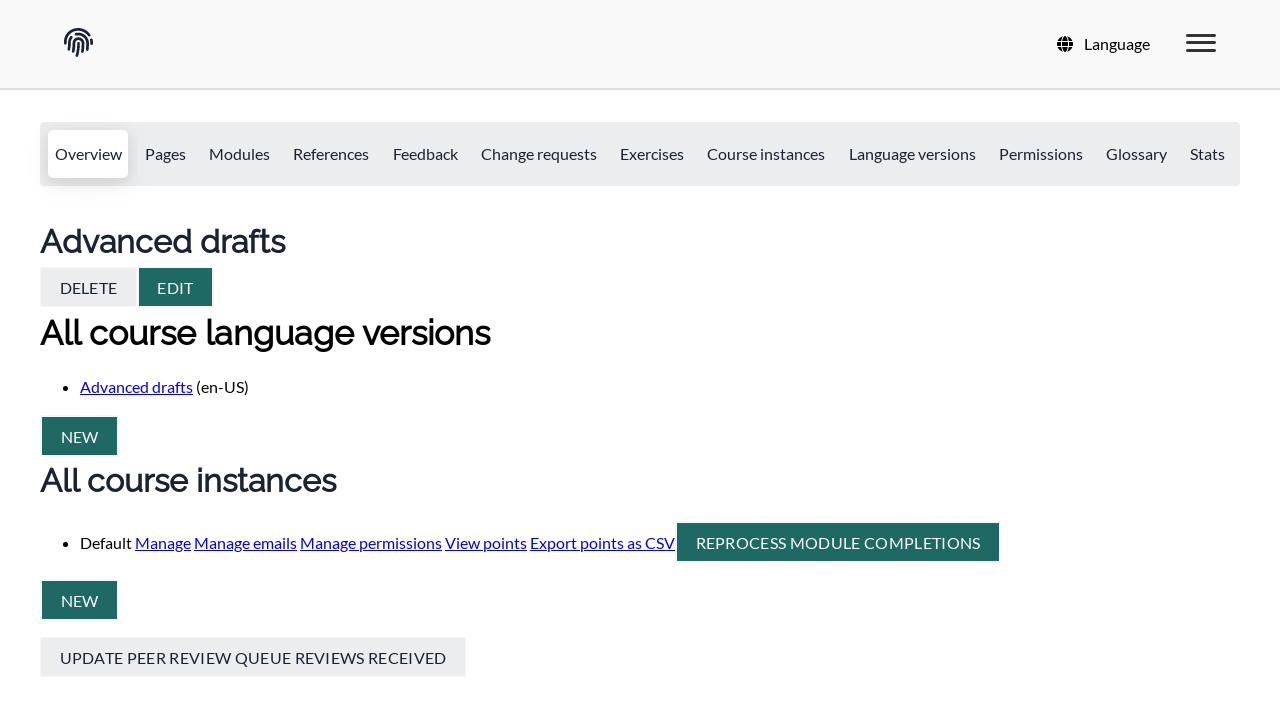 Language
Overview Pages Modules References Feedback Change requests Exercises Course instances Language versions Permissions Glossary Stats
Advanced drafts
DELETE EDIT
All course language versions
Advanced drafts (en-US)
NEW
All course instances
Default Manage Manage emails Manage permissions View points Export points as CSV REPROCESS MODULE COMPLETIONS
NEW
UPDATE PEER REVIEW QUEUE REVIEWS RECEIVED